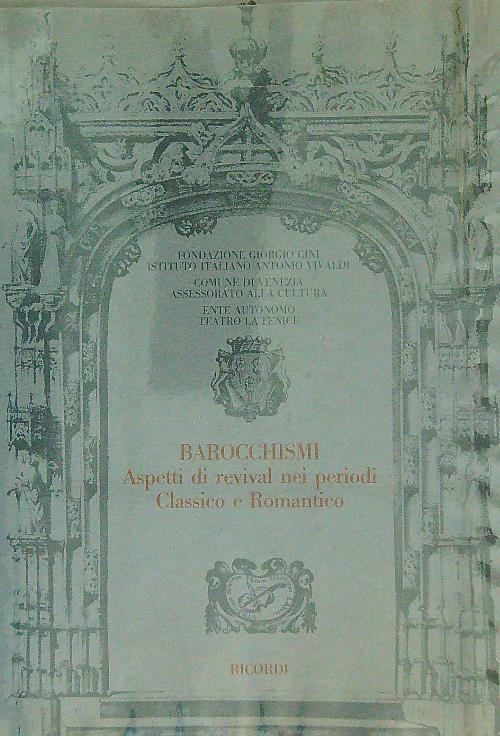 FONDAZIONE GIORGIO CINI
ISTITUTO ITALIANO ANTONIO VIVALDI
COMUNE DI VENEZIA
ASSESSORATO ALLA CULTURA
ENTE AUTONOMO
TEATRO LA FENICE
BAROCCHISMI
Aspetti di revival nei periodi
Classico e Romantico
RICORDI